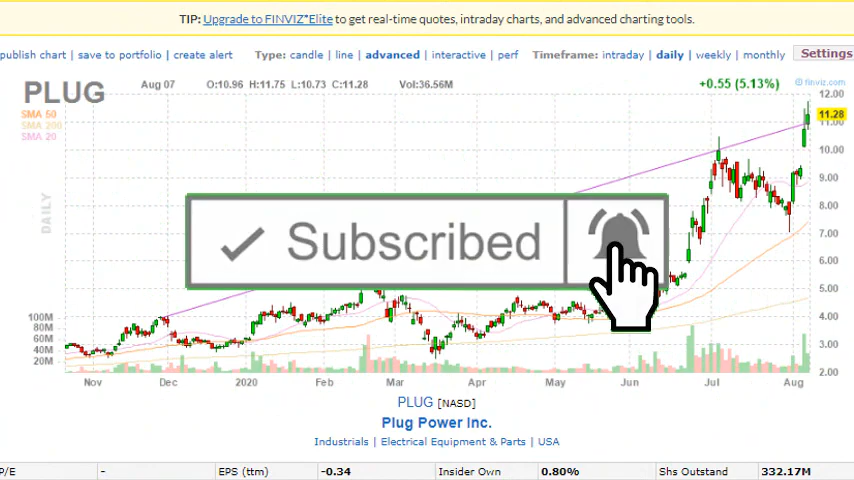 TIP: Upgrade to FINVIZ*Elite to get real-time quotes, intraday charts, and advanced charting tools.
publish chart | save to portfolio | create alert Type: candle | line | advanced | interactive | perf Timeframe: intraday | daily | weekly | monthly Settings
PLUG Aug 07 O:10.96 H:11.75 L:10.73 C:11.28 Vol:36.56M +0.55 (5.13%) © finviz.com
12.00
SMA 50
11.28
SMA 200
11.00
SMA 20
10.00
9.00
8.00
DAILY
7.00
Subscribed
6.00
5.00
100M 4.00
80M
60M 3.00
40M
20M
2.00
Nov Dec 2020 Feb Mar Apr May Jun Jul Aug
PLUG [NASD]
Plug Power Inc.
Industrials | Electrical Equipment & Parts | USA
P/E - EPS (ttm) -0.34 Insider Own 0.80% Shs Outstand 332.17M